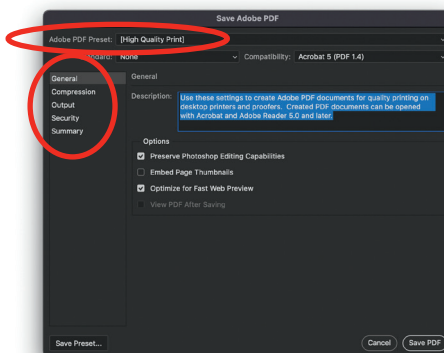 Save Adobe PDF
Adobe PDF Preset: [High Quality Print]
ndard: None Compatibility: Acrobat 5 (PDF 1.4)
General
Compression
Output
Security
Summary
General
Description: Use these settings to create Adobe PDF documents for quality printing on
desktop printers and proofers. Created PDF documents can be opened
with Acrobat and Adobe Reader 5.0 and later.
Options
Preserve Photoshop Editing Capabilities
Embed Page Thumbnails
Optimize for Fast Web Preview
View PDF After Saving
Save Preset...
Cancel
Save PDF